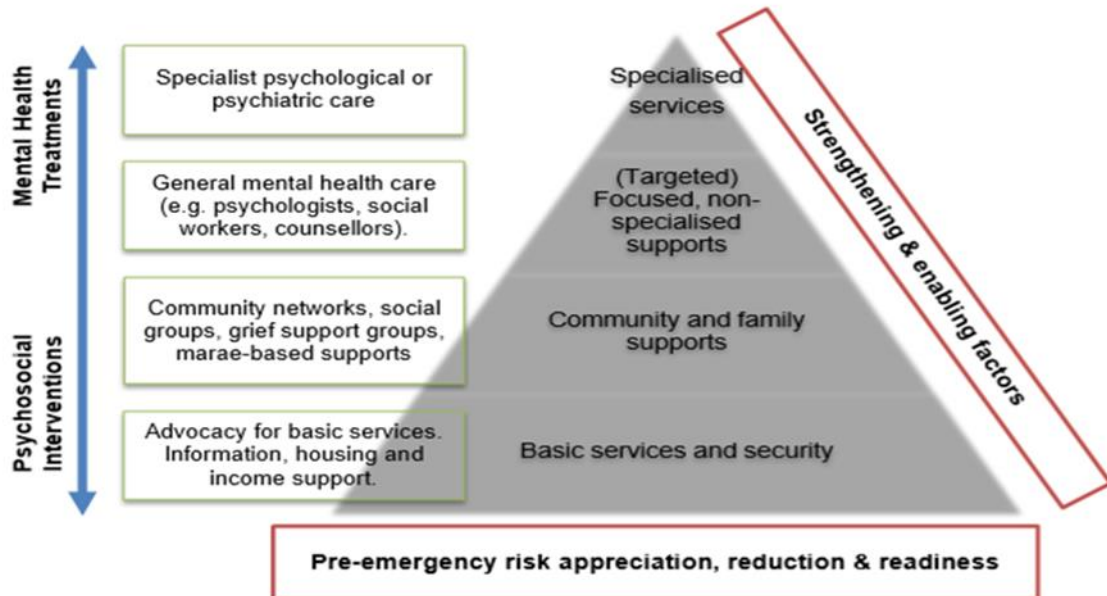 Mental Health
Treatments
Psychosocial
Interventions
Specialist psychological or
psychiatric care
General mental health care
(e.g. psychologists, social
workers, counsellors).
Community networks, social
groups, grief support groups,
marae-based supports
Advocacy for basic services.
Information, housing and
income support.
Specialised
services
(Targeted)
Focused, non-
specialised
supports
Community and family
supports
Basic services and security
Strengthening & enabling factors
Pre-emergency risk appreciation, reduction & readiness